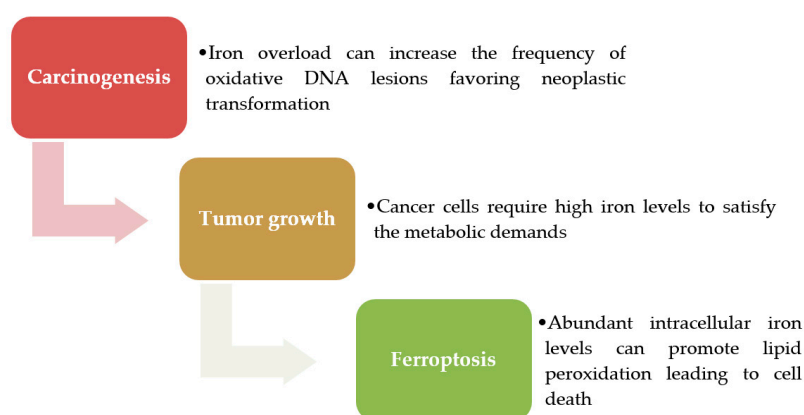 Carcinogenesis
•Iron overload can increase the frequency of
oxidative DNA lesions favoring neoplastic
transformation
Tumor growth
•Cancer cells require high iron levels to satisfy
the metabolic demands
Ferroptosis
•Abundant intracellular iron
levels can promote lipid
peroxidation leading to cell
death